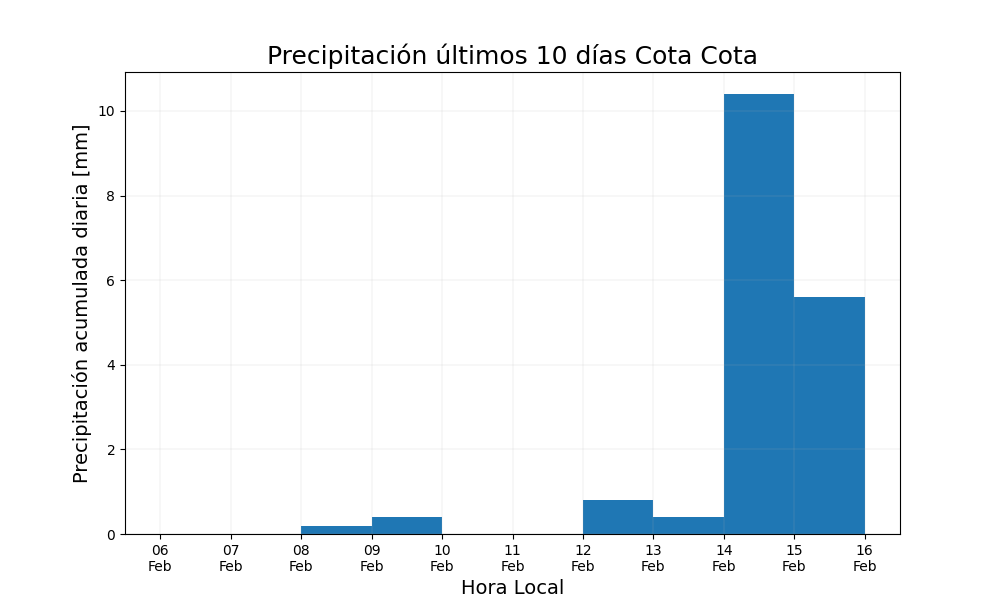 Precipitación últimos 10 días Cota Cota
Precipitación acumulada diaria [mm]
10
8
6
4
2
0
06 07 08 09 10 11 12 13 14 15 16
Feb Feb Feb Feb Feb Feb Feb Feb Feb Feb Feb
Hora Local